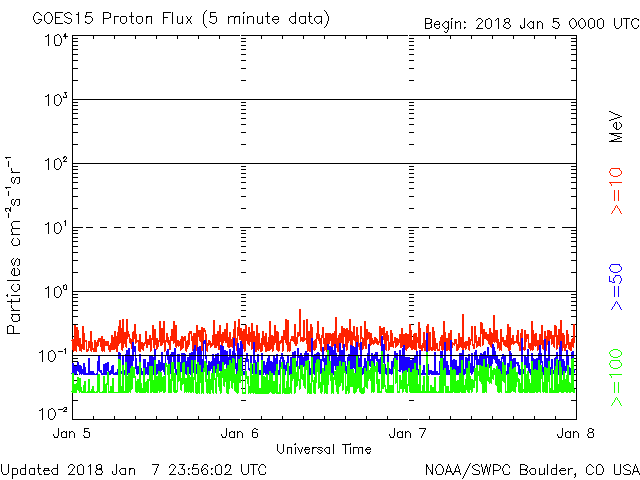 GOES15 Proton Flux (5 minute data)
Begin: 2018 Jan 5 0000 UTC
10⁴
10³
10²
10¹
10⁰
10⁻¹
10⁻²
Particles cm⁻²s⁻¹sr⁻¹
MeV
>=10
>=50
>=100
Jan 5
Jan 6
Jan 7
Jan 8
Universal Time
Updated 2018 Jan 7 23:56:02 UTC
NOAA/SWPC Boulder, CO USA